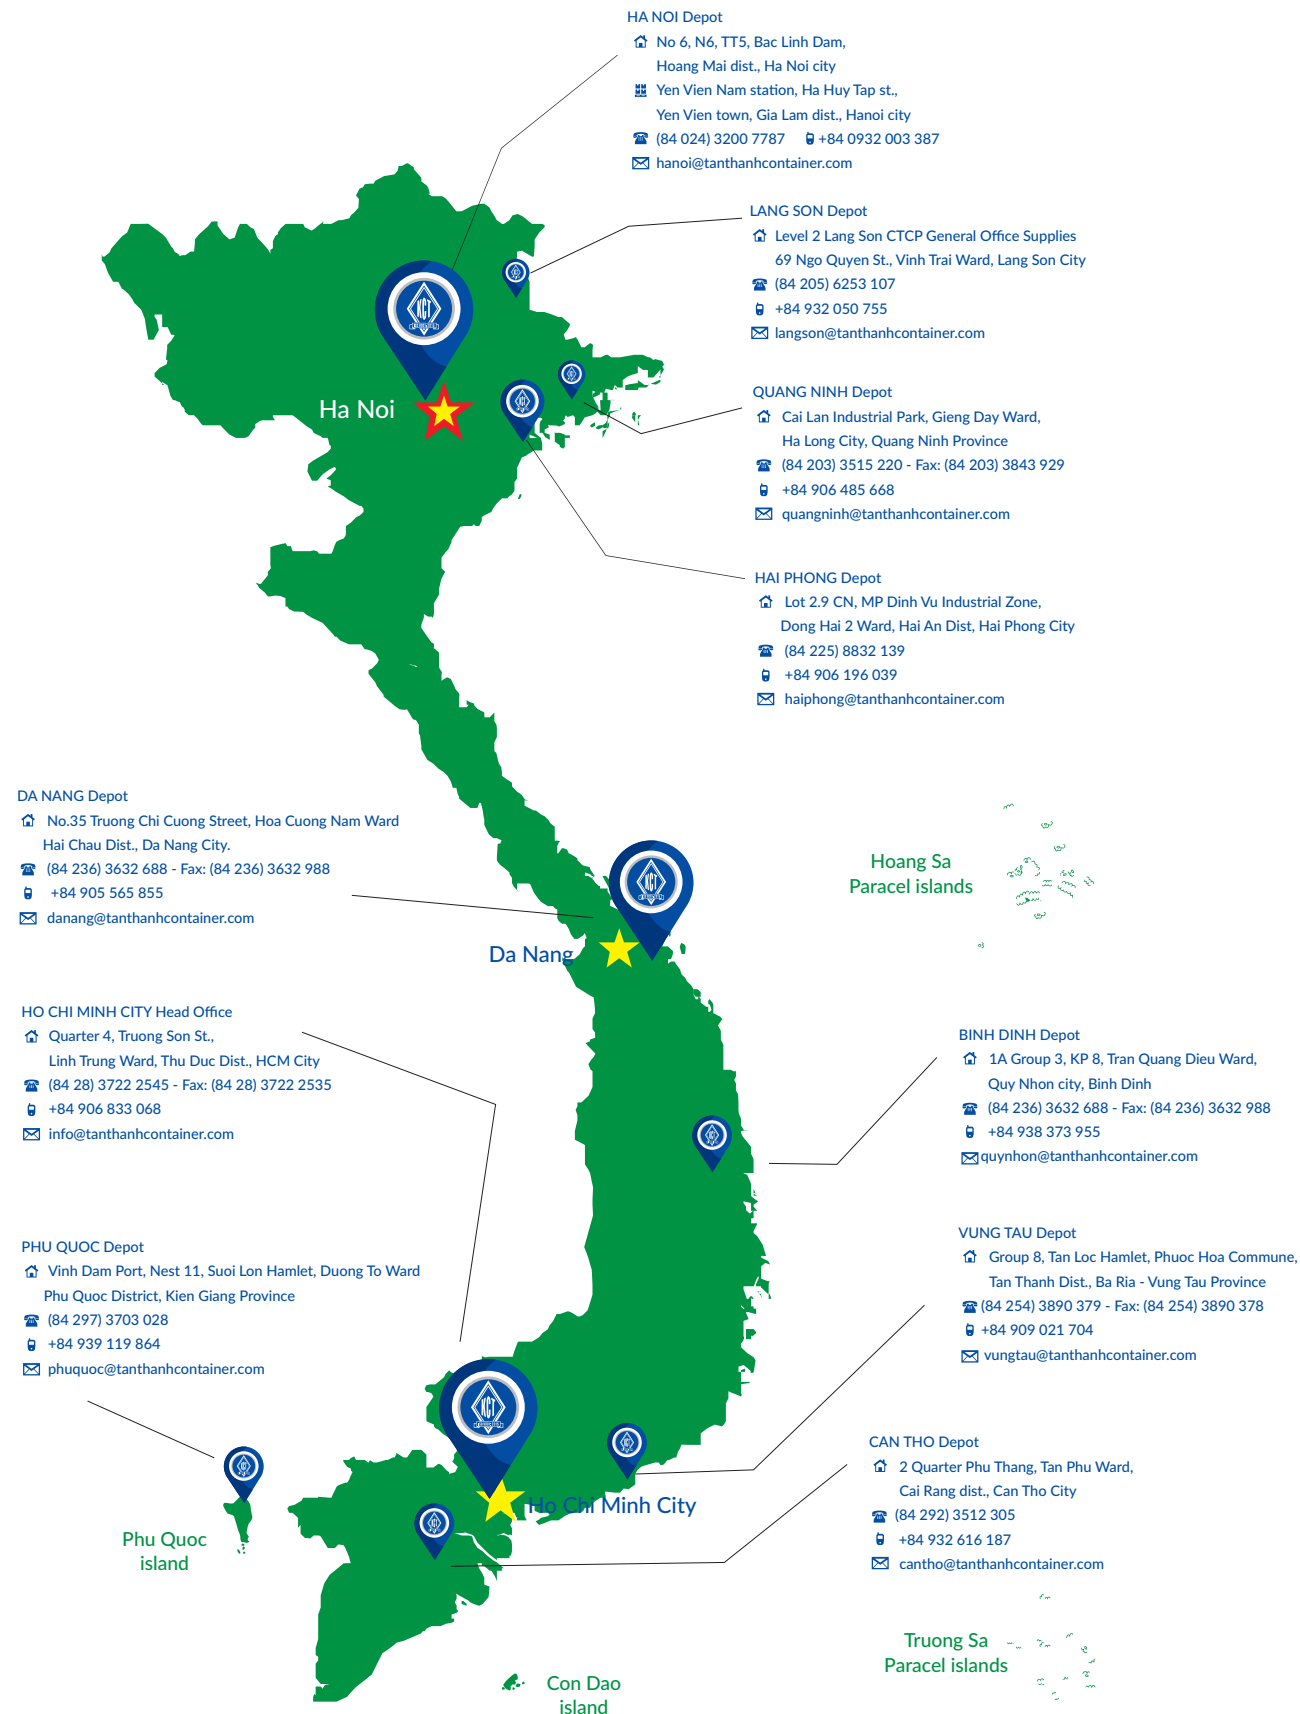 HA NOI Depot
No 6, N6, TT5, Bac Linh Dam,
Hoang Mai dist., Ha Noi city
Yen Vien Nam station, Ha Huy Tap st.,
Yen Vien town, Gia Lam dist., Hanoi city
(84 024) 3200 7787 +84 0932 003 387
hanoi@tanthanhcontainer.com
LANG SON Depot
Level 2 Lang Son CTCP General Office Supplies
69 Ngo Quyen St., Vinh Trai Ward, Lang Son City
(84 205) 6253 107
+84 932 050 755
langson@tanthanhcontainer.com
KCT
Ha Noi
QUANG NINH Depot
Cai Lan Industrial Park, Gieng Day Ward,
Ha Long City, Quang Ninh Province
(84 203) 3515 220 - Fax: (84 203) 3843 929
+84 906 485 668
quangninh@tanthanhcontainer.com
HAI PHONG Depot
Lot 2.9 CN, MP Dinh Vu Industrial Zone,
Dong Hai 2 Ward, Hai An Dist, Hai Phong City
(84 225) 8832 139
+84 906 196 039
haiphong@tanthanhcontainer.com
DA NANG Depot
No.35 Truong Chi Cuong Street, Hoa Cuong Nam Ward
Hai Chau Dist., Da Nang City.
(84 236) 3632 688 - Fax: (84 236) 3632 988
+84 905 565 855
danang@tanthanhcontainer.com
KCT
Da Nang
Hoang Sa
Paracel islands
HO CHI MINH CITY Head Office
Quarter 4, Truong Son St.,
Linh Trung Ward, Thu Duc Dist., HCM City
(84 28) 3722 2545 - Fax: (84 28) 3722 2535
+84 906 833 068
info@tanthanhcontainer.com
BINH DINH Depot
1A Group 3, KP 8, Tran Quang Dieu Ward,
Quy Nhon city, Binh Dinh
(84 236) 3632 688 - Fax: (84 236) 3632 988
+84 938 373 955
quynhon@tanthanhcontainer.com
PHU QUOC Depot
Vinh Dam Port, Nest 11, Suoi Lon Hamlet, Duong To Ward
Phu Quoc District, Kien Giang Province
(84 297) 3703 028
+84 939 119 864
phuquoc@tanthanhcontainer.com
VUNG TAU Depot
Group 8, Tan Loc Hamlet, Phuoc Hoa Commune,
Tan Thanh Dist., Ba Ria - Vung Tau Province
(84 254) 3890 379 - Fax: (84 254) 3890 378
+84 909 021 704
vungtau@tanthanhcontainer.com
KCT
Ho Chi Minh City
CAN THO Depot
2 Quarter Phu Thang, Tan Phu Ward,
Cai Rang dist., Can Tho City
(84 292) 3512 305
+84 932 616 187
cantho@tanthanhcontainer.com
Phu Quoc
island
Truong Sa
Paracel islands
Con Dao
island